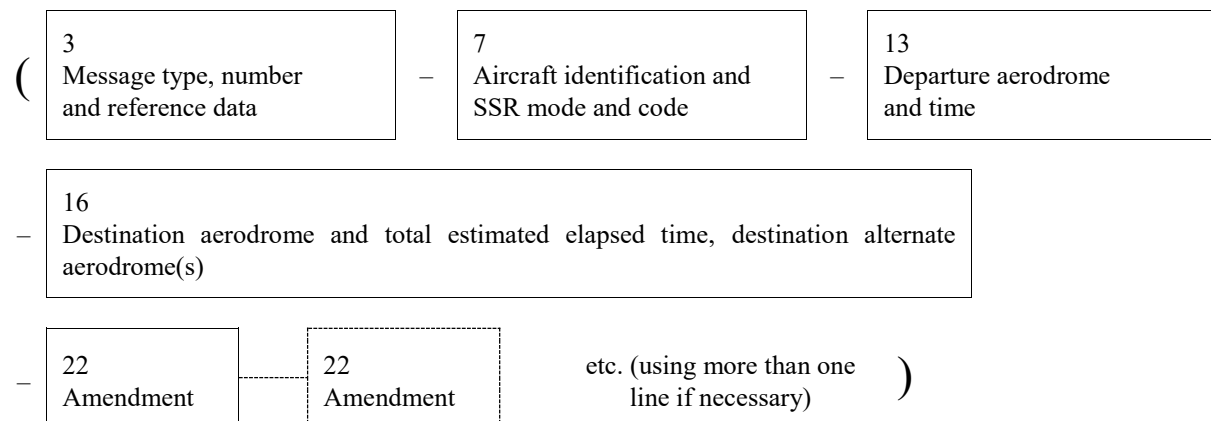 ( 3 7 13
Message type, number – Aircraft identification and – Departure aerodrome
and reference data SSR mode and code and time
16
– Destination aerodrome and total estimated elapsed time, destination alternate
aerodrome(s)
– 22 22 etc. (using more than one )
Amendment Amendment line if necessary)